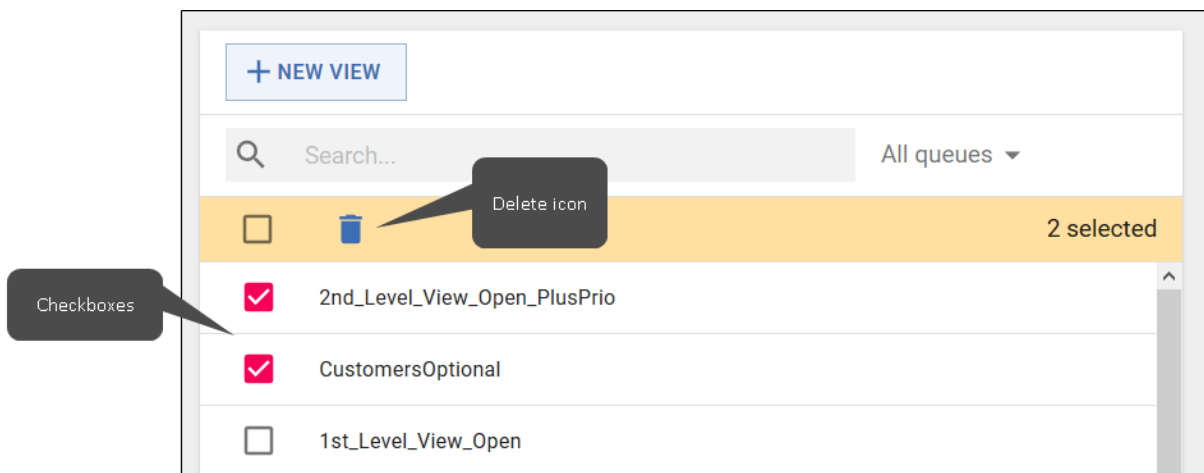 NEW VIEW
Search...
All queues
Delete icon
2 selected
Checkboxes
2nd_Level_View_Open_PlusPrio
CustomersOptional
1st_Level_View_Open